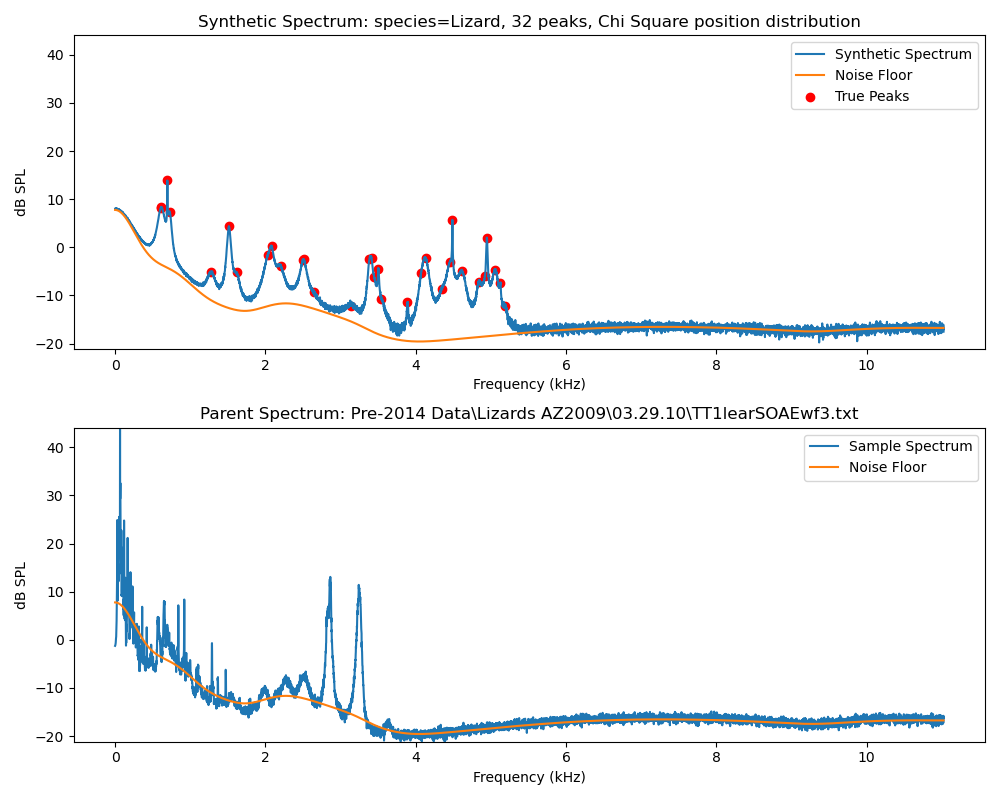 Synthetic Spectrum: species=Lizard, 32 peaks, Chi Square position distribution
40
30
20
10
0
−10
−20
dB SPL
Synthetic Spectrum
Noise Floor
True Peaks
0 2 4 6 8 10
Frequency (kHz)
Parent Spectrum: Pre-2014 Data\Lizards AZ2009\03.29.10\TT1learSOAEwf3.txt
40
30
20
10
0
−10
−20
dB SPL
Sample Spectrum
Noise Floor
0 2 4 6 8 10
Frequency (kHz)